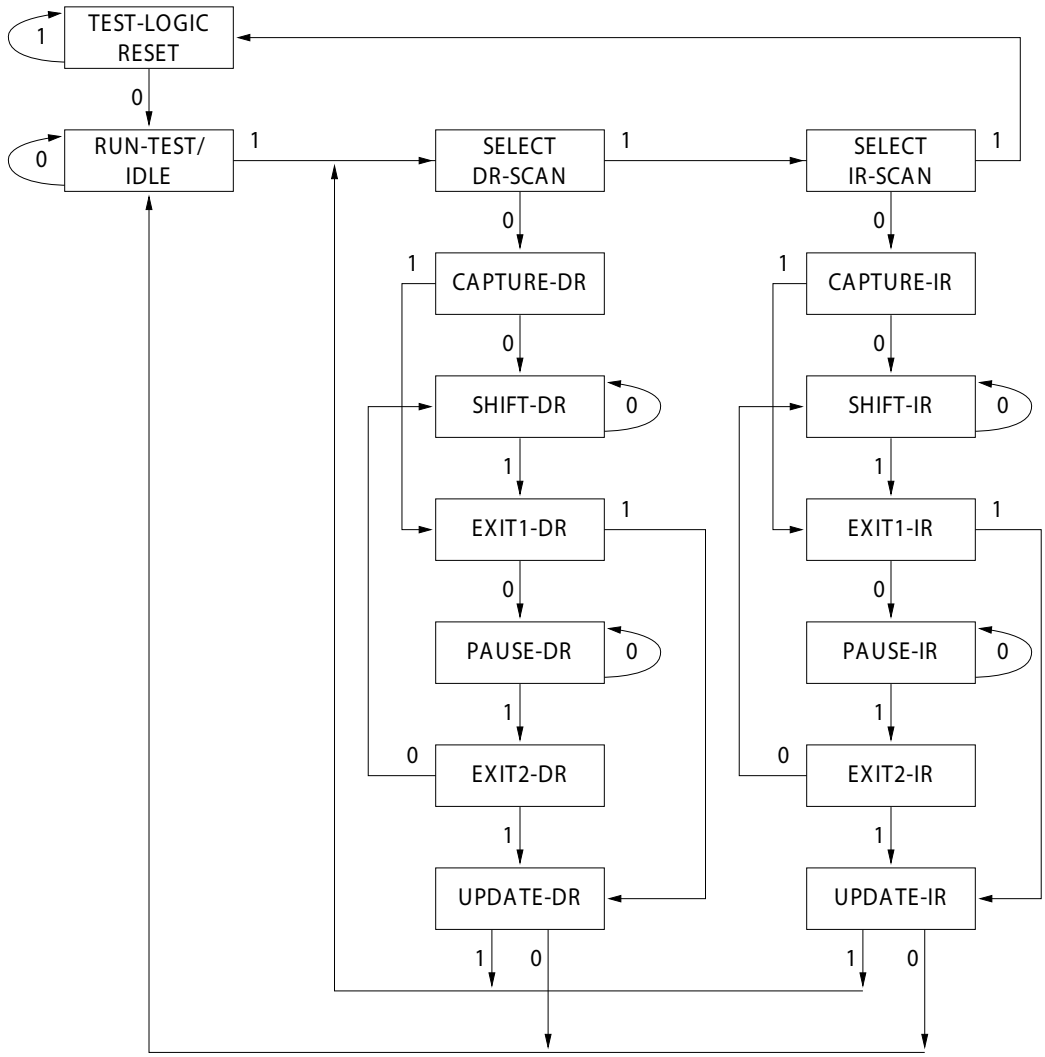 TEST-LOGIC
RESET
1
0
RUN-TEST/
IDLE
0
1
SELECT
DR-SCAN
1
SELECT
IR-SCAN
1
0
0
1
CAPTURE-DR
1
CAPTURE-IR
0
0
SHIFT-DR
0
SHIFT-IR
0
1
1
EXIT1-DR
1
EXIT1-IR
1
0
0
PAUSE-DR
0
PAUSE-IR
0
1
1
0
EXIT2-DR
0
EXIT2-IR
1
1
UPDATE-DR
UPDATE-IR
1
0
1
0